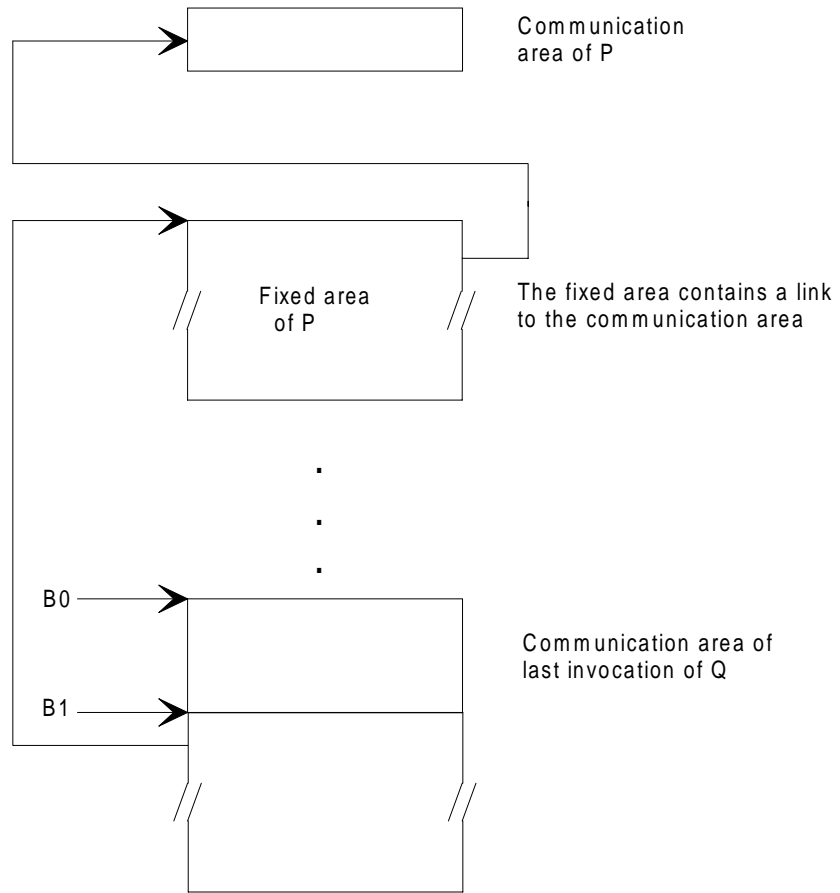 Communication
area of P
Fixed area
of P
The fixed area contains a link
to the communication area
B0
Communication area of
last invocation of Q
B1